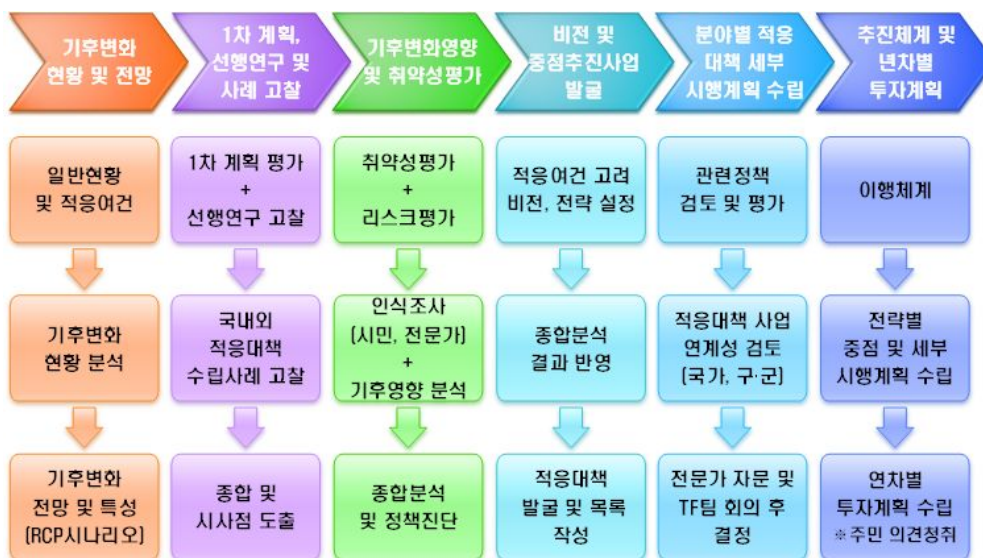 기후변화
현황 및 전망
1차 계획,
선행연구 및
사례 고찰
기후변화영향
및 취약성평가
비전 및
중점추진사업
발굴
분야별 적응
대책 세부
시행계획 수립
추진체계 및
년차별
투자계획
일반현황
및 적응여건
1차 계획 평가
+
선행연구 고찰
취약성평가
+
리스크평가
적응여건 고려
비전, 전략 설정
관련정책
검토 및 평가
이행체계
기후변화
현황 분석
국내외
적응대책
수립사례 고찰
인식조사
(시민, 전문가)
+
기후영향 분석
종합분석
결과 반영
적응대책 사업
연계성 검토
(국가, 구·군)
전략별
중점 및 세부
시행계획 수립
기후변화
전망 및 특성
(RCP시나리오)
종합 및
시사점 도출
종합분석
및 정책진단
적응대책
발굴 및 목록
작성
전문가 자문 및
TF팀 회의 후
결정
연차별
투자계획 수립
※주민 의견청취